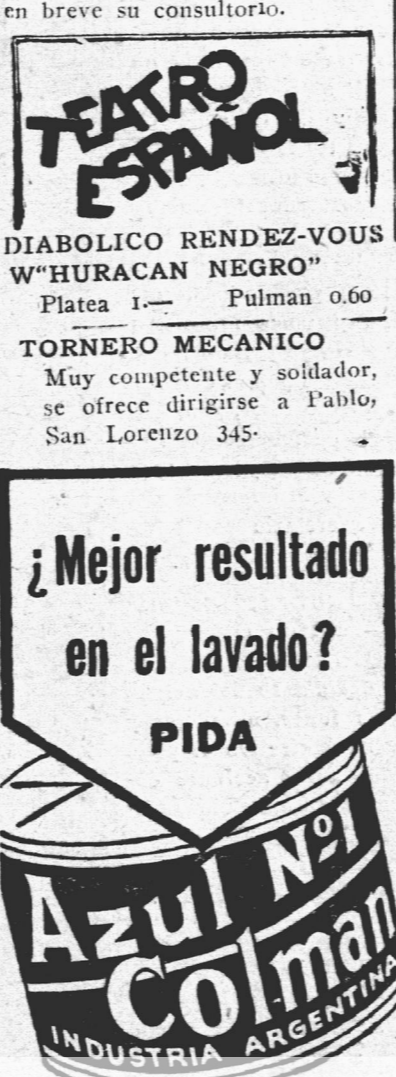 en breve su consultorio.
TEATRO
ESPAÑOL
DIABOLICO RENDEZ-VOUS
W"HURACAN NEGRO"
Platea 1.— Pulman 0.60
TORNERO MECANICO
Muy competente y soldador,
se ofrece dirigirse a Pablo,
San Lorenzo 345.
¿Mejor resultado
en el lavado?
PIDA
Azul Nº1
Colman
INDUSTRIA ARGENTINA